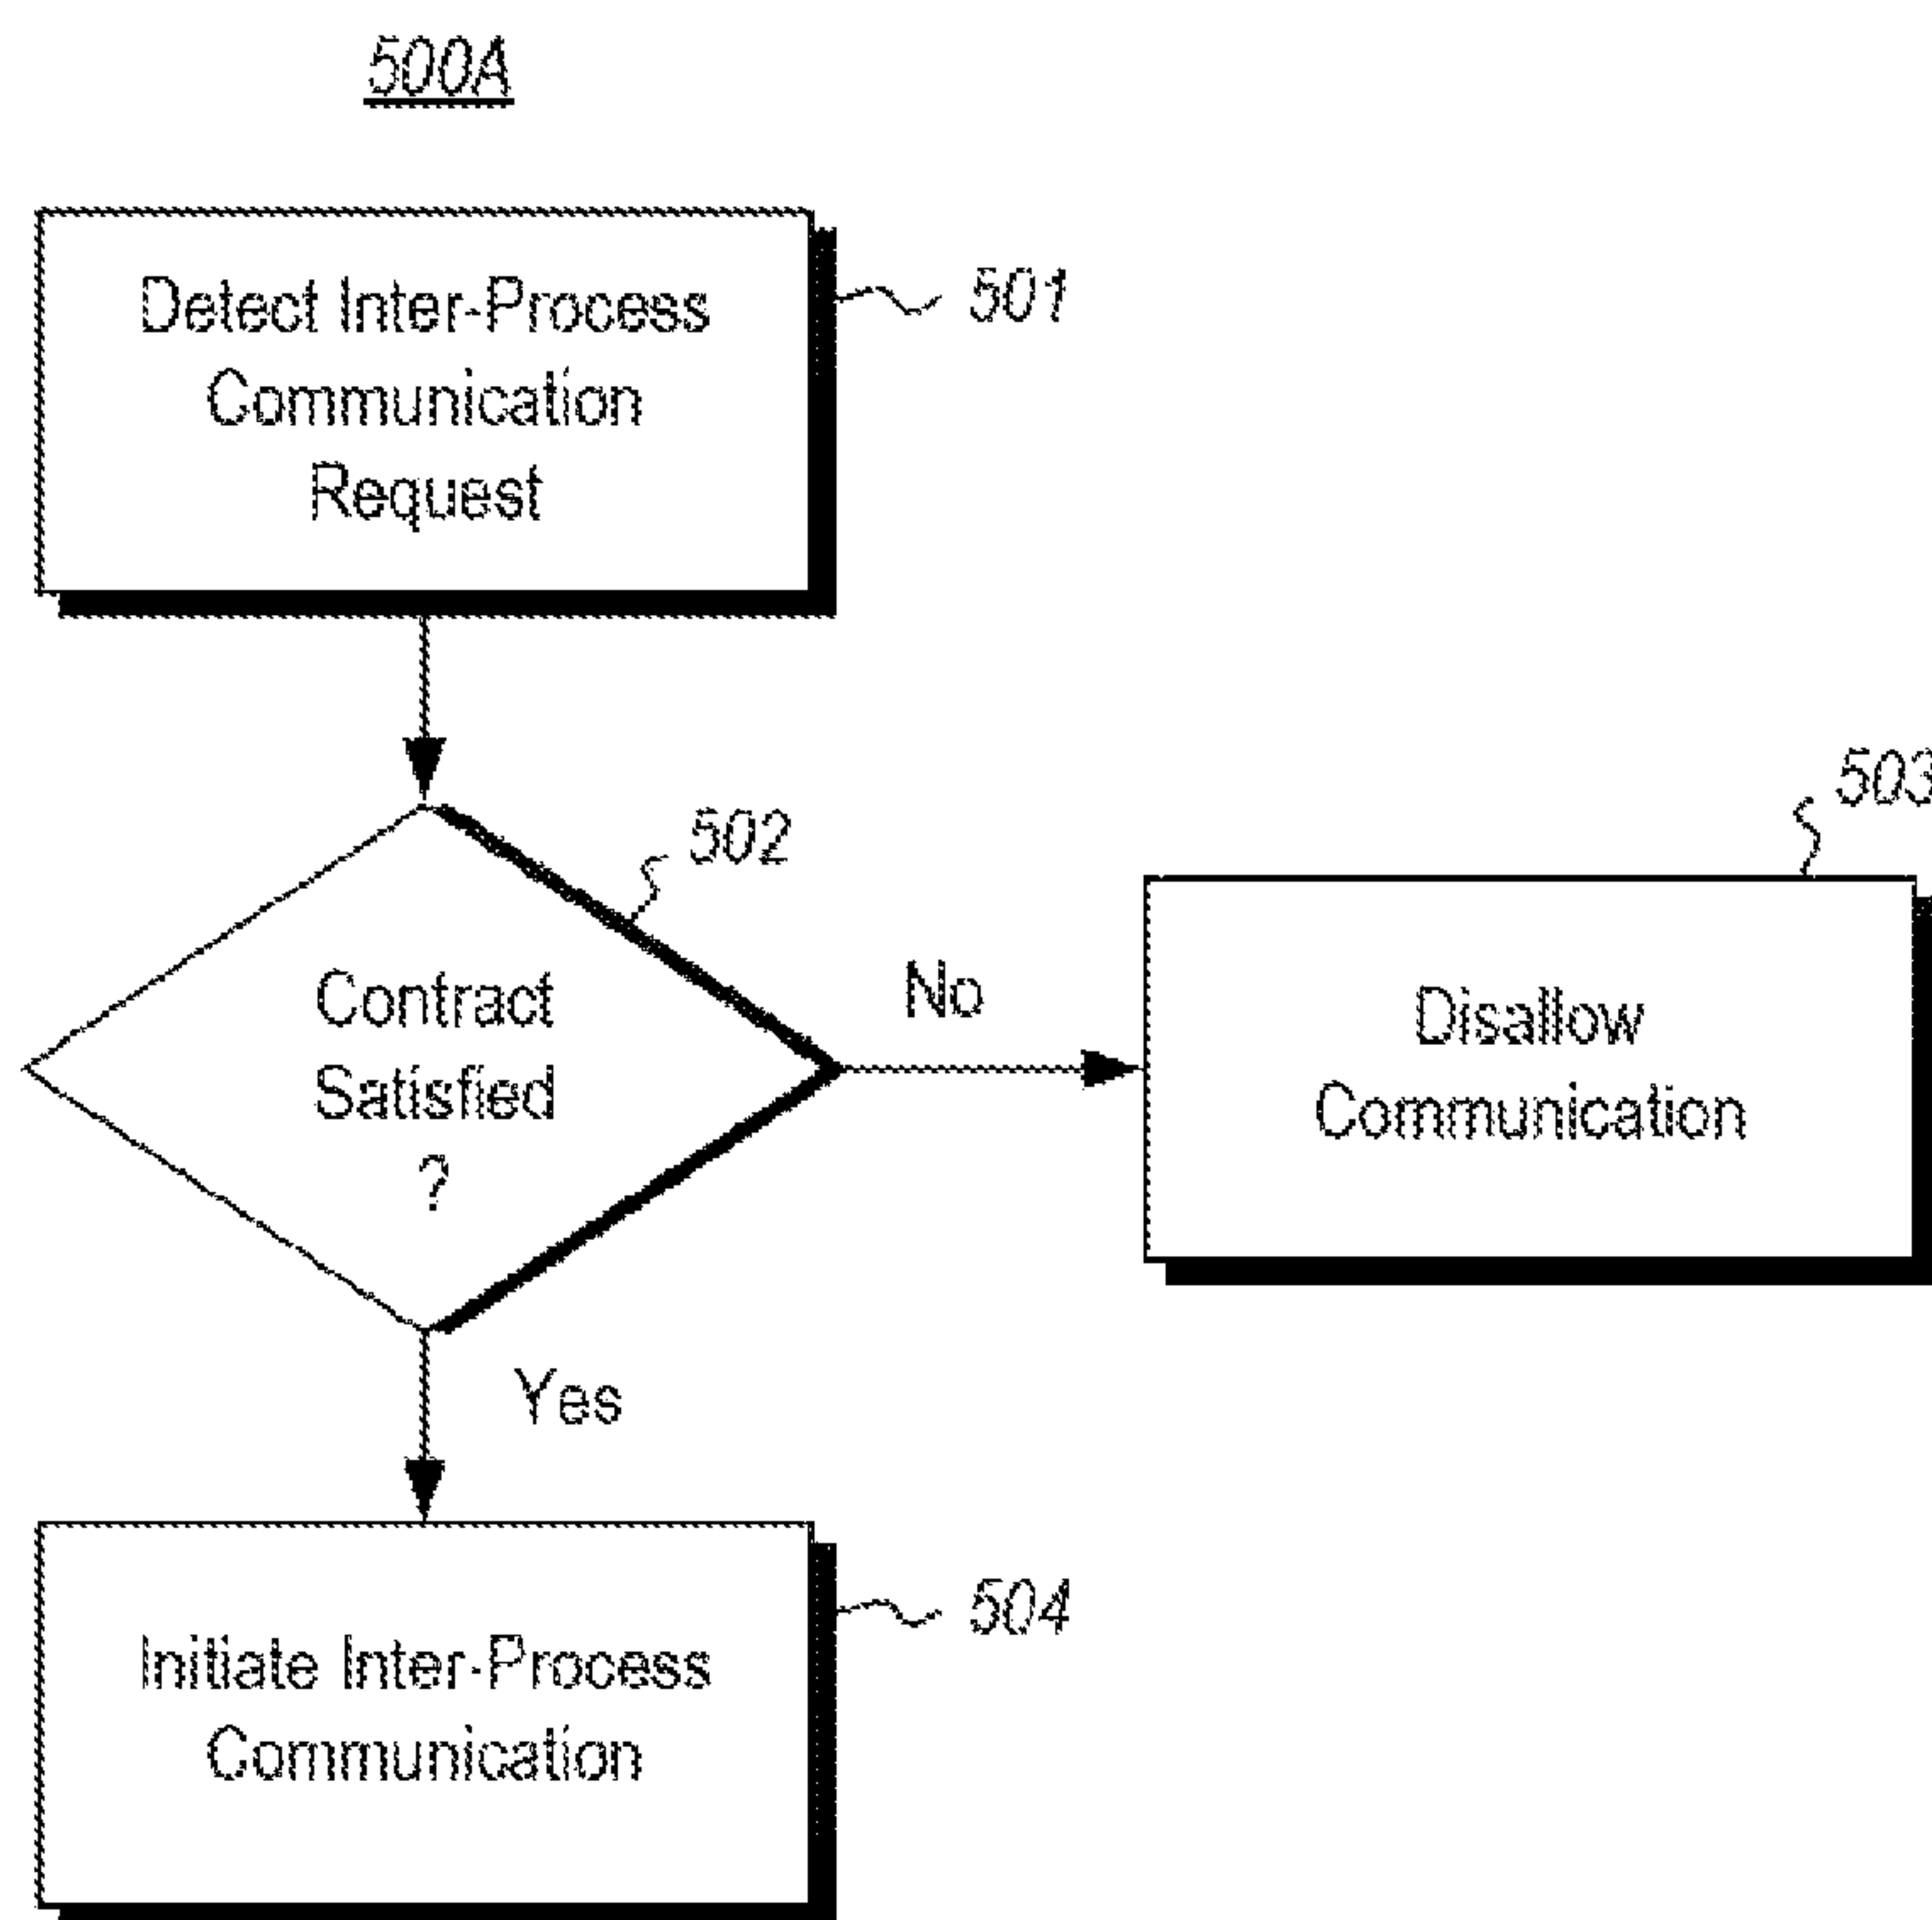 500A
Detect Inter-Process
Communication
Request
501
502
503
Contract
Satisfied
?
No
Disallow
Communication
Yes
Initiate Inter-Process
Communication
504